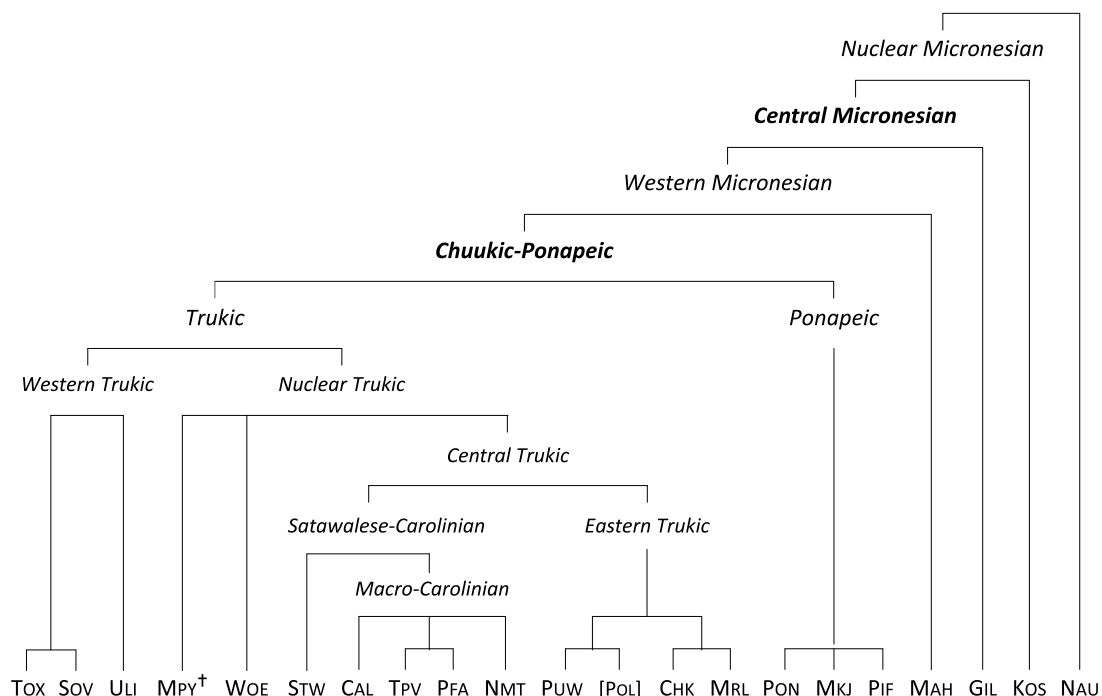 Nuclear Micronesian
Central Micronesian
Western Micronesian
Chuukic-Ponapeic
Trukic Ponapeic
Western Trukic Nuclear Trukic
Central Trukic
Satawalese-Carolinian Eastern Trukic
Macro-Carolinian
TOX SOV ULI MPY† WOE STW CAL TPV PFA NMT PUW [POL] CHK MRL PON MKJ PIF MAH GIL KOS NAU